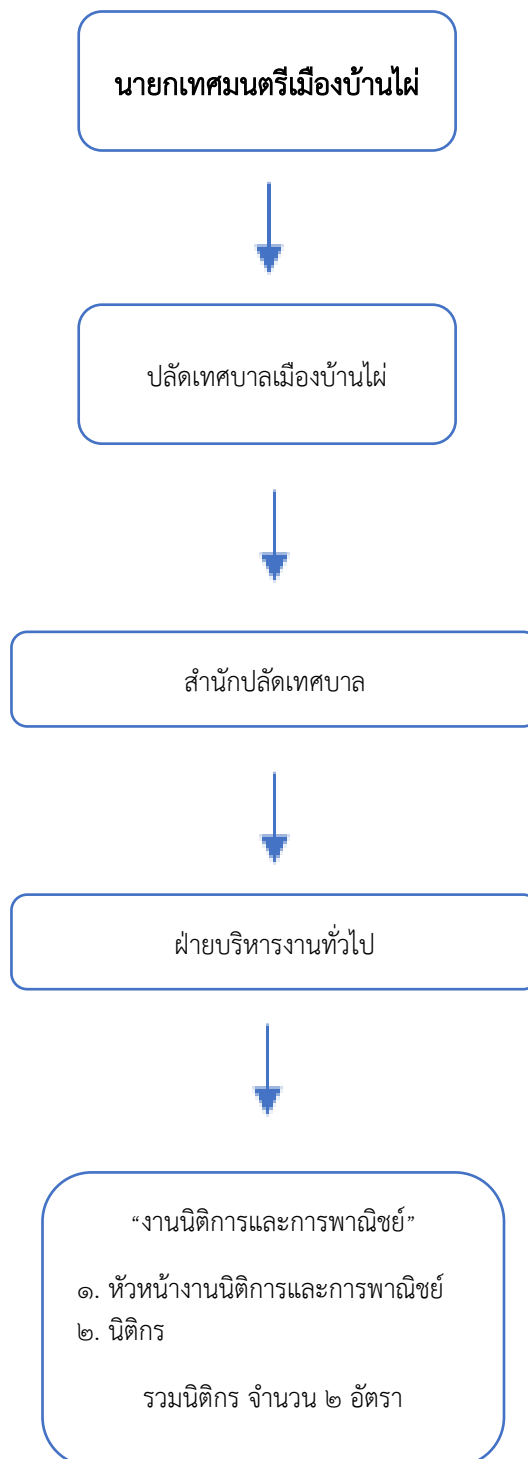 นายกเทศมนตรีเมืองบ้านไผ่
ปลัดเทศบาลเมืองบ้านไผ่
สำนักปลัดเทศบาล
ฝ่ายบริหารงานทั่วไป
“งานนิติการและการพาณิชย์”
๑. หัวหน้างานนิติการและการพาณิชย์
๒. นิติกร
รวมนิติกร จำนวน ๒ อัตรา